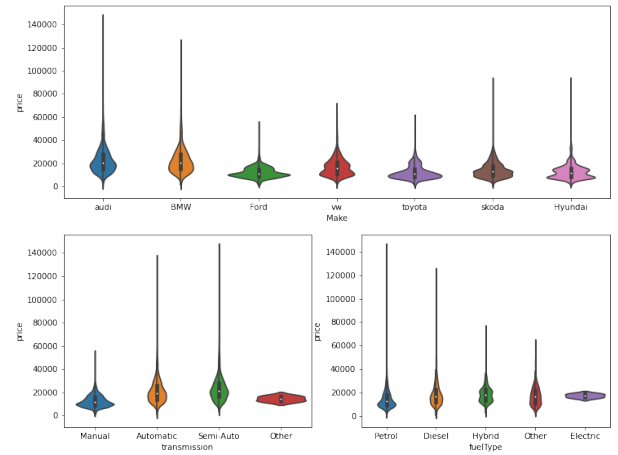 140000
120000
100000
80000
60000
40000
20000
0
price
audi BMW Ford vw toyota skoda Hyundai
Make
140000
120000
100000
80000
60000
40000
20000
0
price
Manual Automatic Semi-Auto Other
transmission
140000
120000
100000
80000
60000
40000
20000
0
price
Petrol Diesel Hybrid Other Electric
fuelType